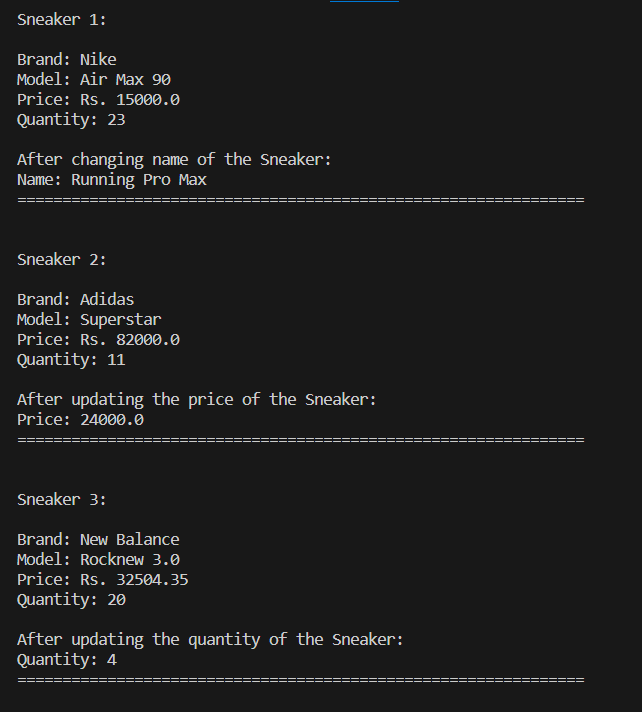 Sneaker 1:
Brand: Nike
Model: Air Max 90
Price: Rs. 15000.0
Quantity: 23
After changing name of the Sneaker:
Name: Running Pro Max
===============================================================
Sneaker 2:
Brand: Adidas
Model: Superstar
Price: Rs. 82000.0
Quantity: 11
After updating the price of the Sneaker:
Price: 24000.0
===============================================================
Sneaker 3:
Brand: New Balance
Model: Rocknew 3.0
Price: Rs. 32504.35
Quantity: 20
After updating the quantity of the Sneaker:
Quantity: 4
===============================================================